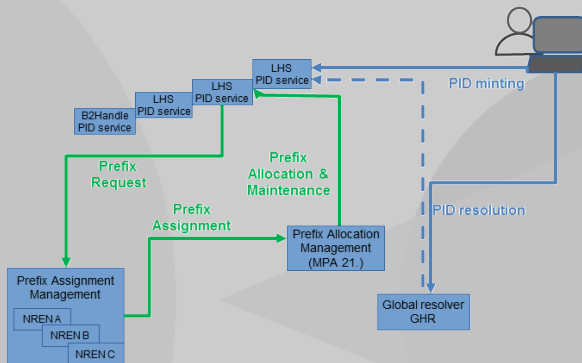 LHS
PID service
PID minting
LHS
PID service
LHS
PID service
B2Handle
PID service
Prefix
Request
Prefix
Allocation &
Maintenance
Prefix
Assignment
PID resolution
Prefix Allocation
Management
(MPA 21.)
Prefix Assignment
Management
NREN A
NREN B
NREN C
Global resolver
GHR